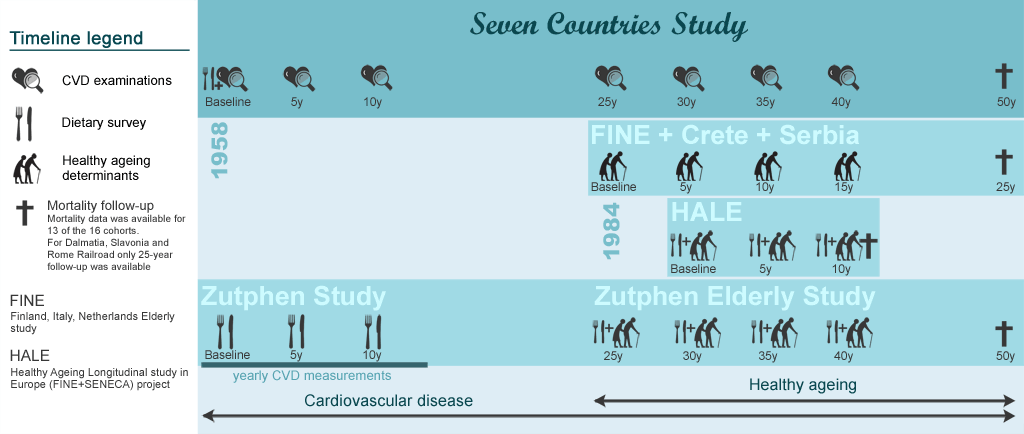 Timeline legend
CVD examinations
Dietary survey
Healthy ageing
determinants
Mortality follow-up
Mortality data was available for
13 of the 16 cohorts.
For Dalmatia, Slavonia and
Rome Railroad only 25-year
follow-up was available
FINE
Finland, Italy, Netherlands Elderly
study
HALE
Healthy Ageing Longitudinal study in
Europe (FINE+SENECA) project
Seven Countries Study
Baseline 5y 10y 25y 30y 35y 40y 50y
1958
FINE + Crete + Serbia
Baseline 5y 10y 15y 25y
1984
HALE
Baseline 5y 10y
Zutphen Study
Baseline 5y 10y
yearly CVD measurements
Zutphen Elderly Study
25y 30y 35y 40y 50y
Healthy ageing
Cardiovascular disease